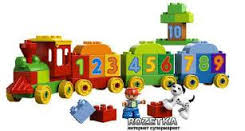 10
1 2 3 4 5 6 7 8 9
ROZETKA
интернет супермаркет